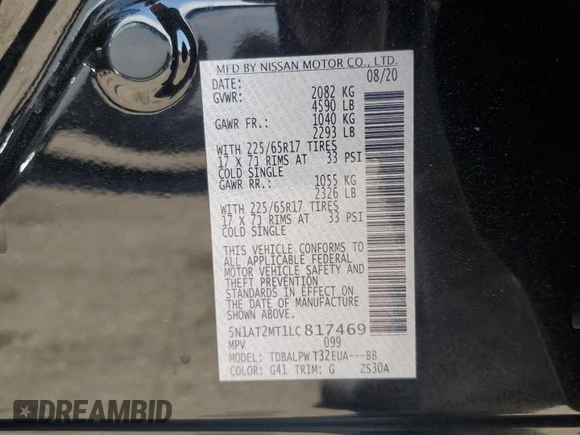 MFD BY NISSAN MOTOR CO., LTD.
DATE: 08/20
GVWR: 2082 KG
4590 LB
GAWR FR.: 1040 KG
2293 LB
WITH 225/65R17 TIRES
17 X 7J RIMS AT 33 PSI
COLD SINGLE
GAWR RR.: 1055 KG
2326 LB
WITH 225/65R17 TIRES
17 X 7J RIMS AT 33 PSI
COLD SINGLE
THIS VEHICLE CONFORMS TO
ALL APPLICABLE FEDERAL
MOTOR VEHICLE SAFETY AND
THEFT PREVENTION
STANDARDS IN EFFECT ON
THE DATE OF MANUFACTURE
SHOWN ABOVE.
5N1AT2MT1LC817469
MPV 099
MODEL: TDBALPW T32EUA---BB
COLOR: G41 TRIM: G ZS30A
DREAMBID